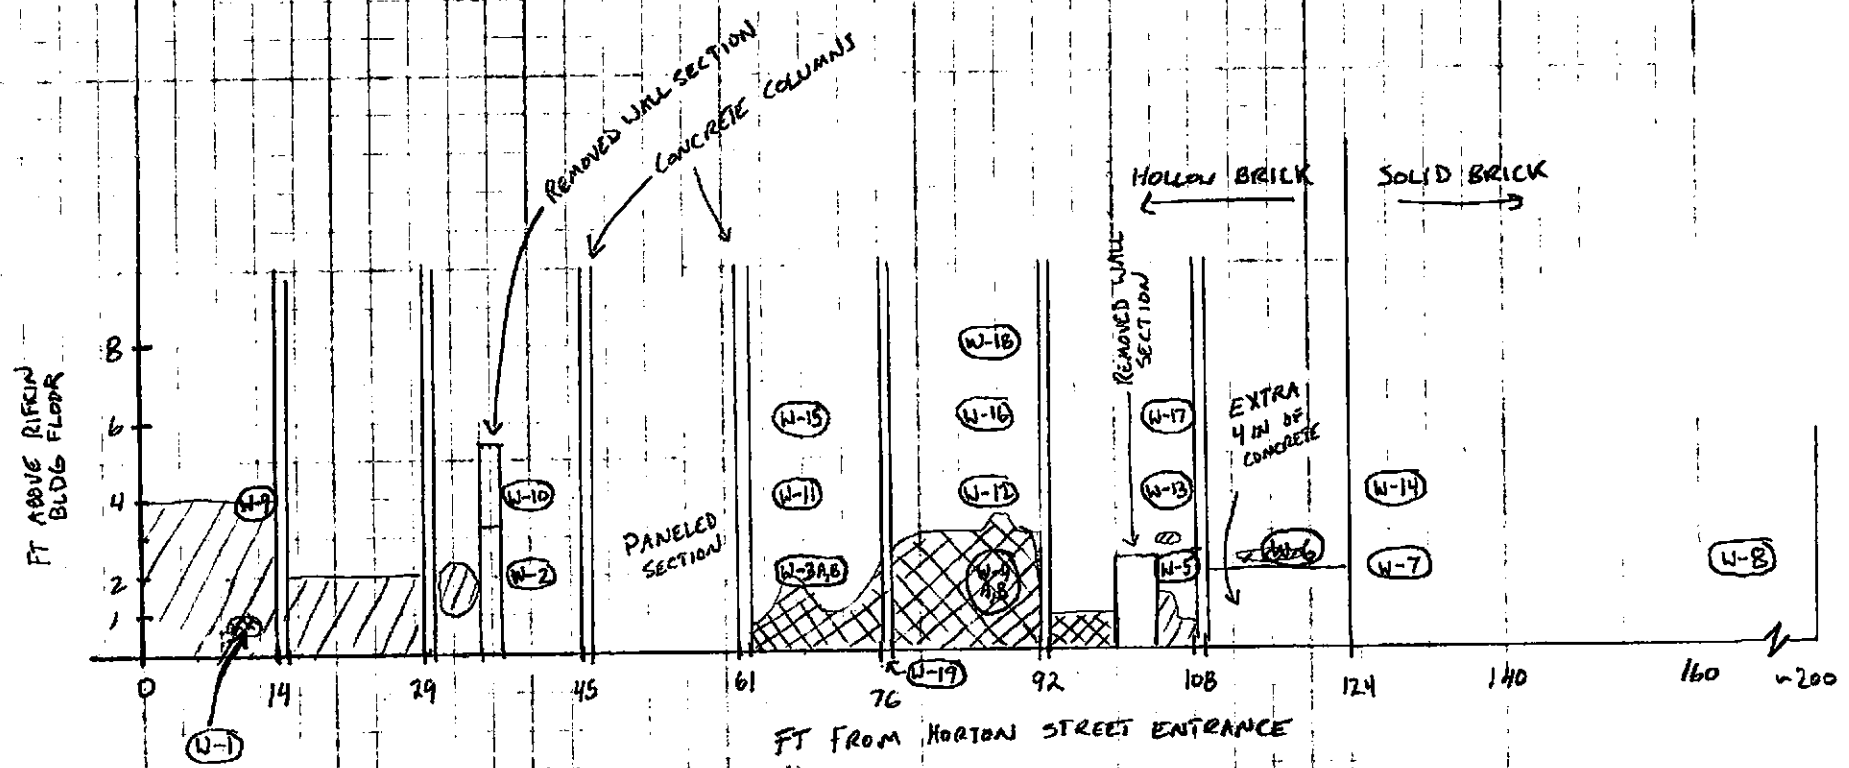 REMOVED WALL SECTION
CONCRETE COLUMNS
HOLLOW BRICK
SOLID BRICK
REMOVED WALL
SECTION
FT ABOVE RIFKIN
BLDG FLOOR
8
6
4
2
1
W-18
W-15
W-16
W-17
EXTRA
4 IN OF
CONCRETE
W-9
W-10
W-11
W-12
W-13
W-14
PANELED
SECTION
W-2
W-3A,B
W-4
A,B
W-5
W-6
W-7
W-8
W-19
0
14
29
45
61
76
92
108
124
140
160
~200
W-1
FT FROM HORTON STREET ENTRANCE